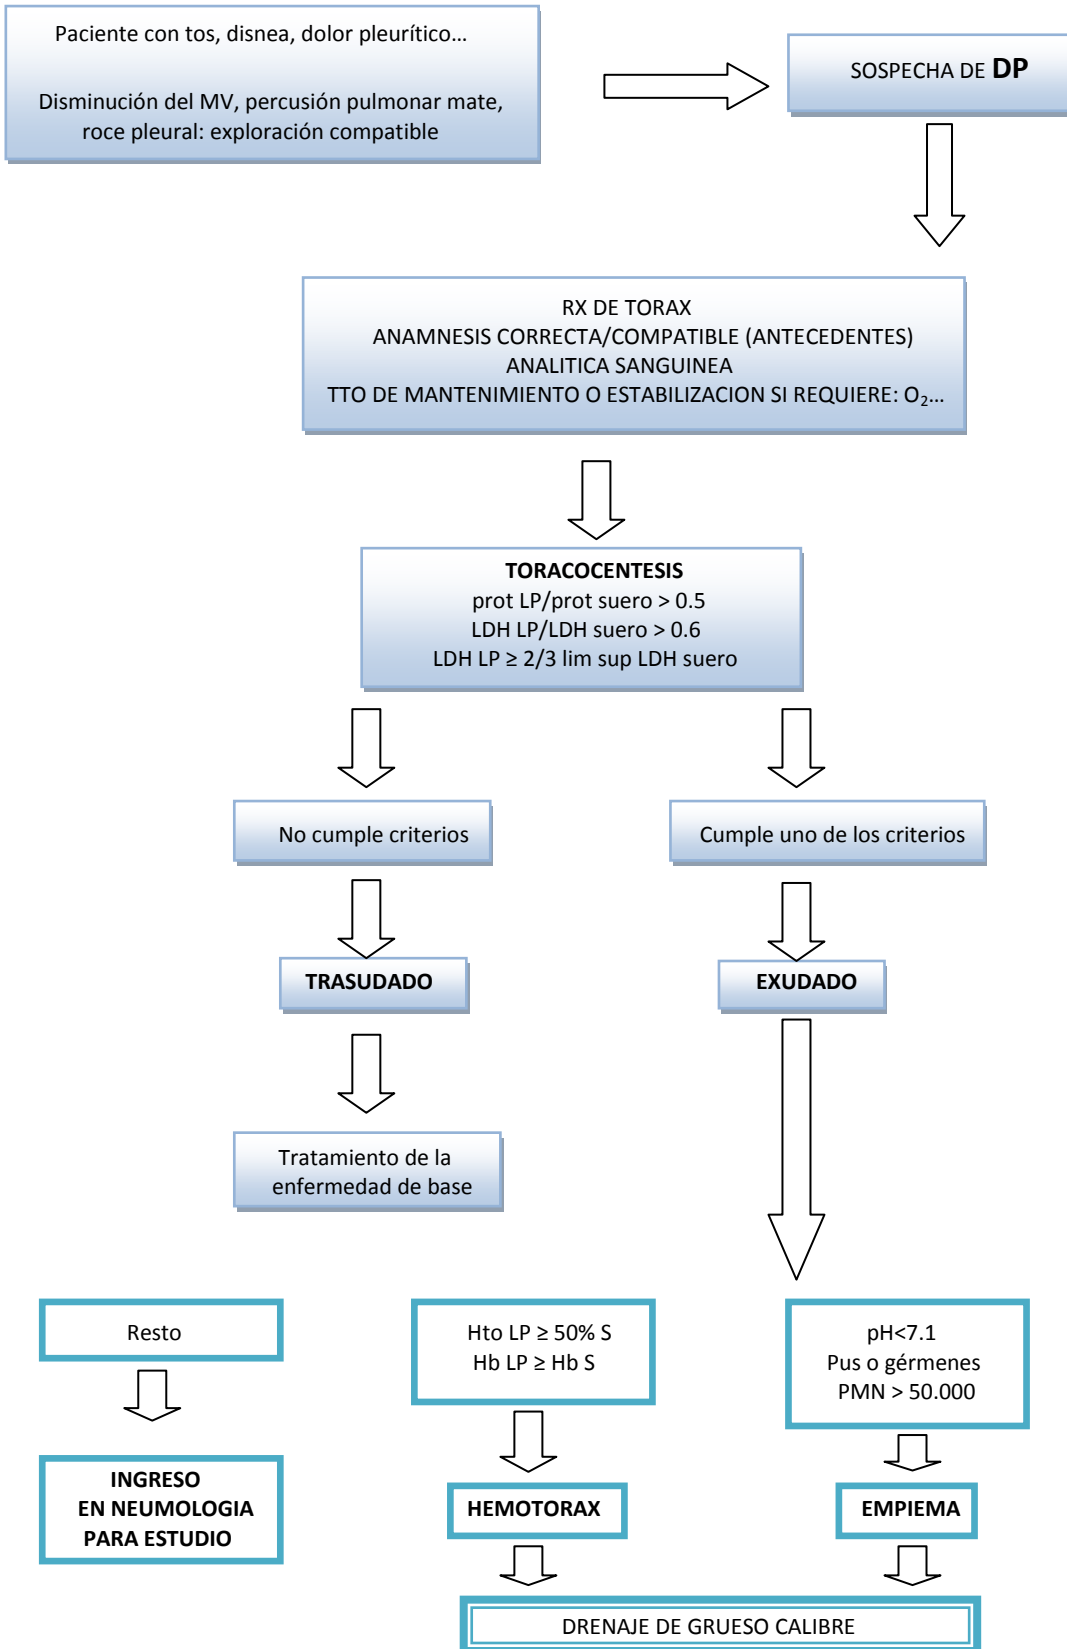 Paciente con tos, disnea, dolor pleurítico...
Disminución del MV, percusión pulmonar mate,
roce pleural: exploración compatible
SOSPECHA DE DP
RX DE TORAX
ANAMNESIS CORRECTA/COMPATIBLE (ANTECEDENTES)
ANALITICA SANGUINEA
TTO DE MANTENIMIENTO O ESTABILIZACION SI REQUIERE: O₂...
TORACOCENTESIS
prot LP/prot suero > 0.5
LDH LP/LDH suero > 0.6
LDH LP ≥ 2/3 lim sup LDH suero
No cumple criterios
Cumple uno de los criterios
TRASUDADO
EXUDADO
Tratamiento de la
enfermedad de base
Resto
Hto LP ≥ 50% S
Hb LP ≥ Hb S
pH<7.1
Pus o gérmenes
PMN > 50.000
INGRESO
EN NEUMOLOGIA
PARA ESTUDIO
HEMOTORAX
EMPIEMA
DRENAJE DE GRUESO CALIBRE